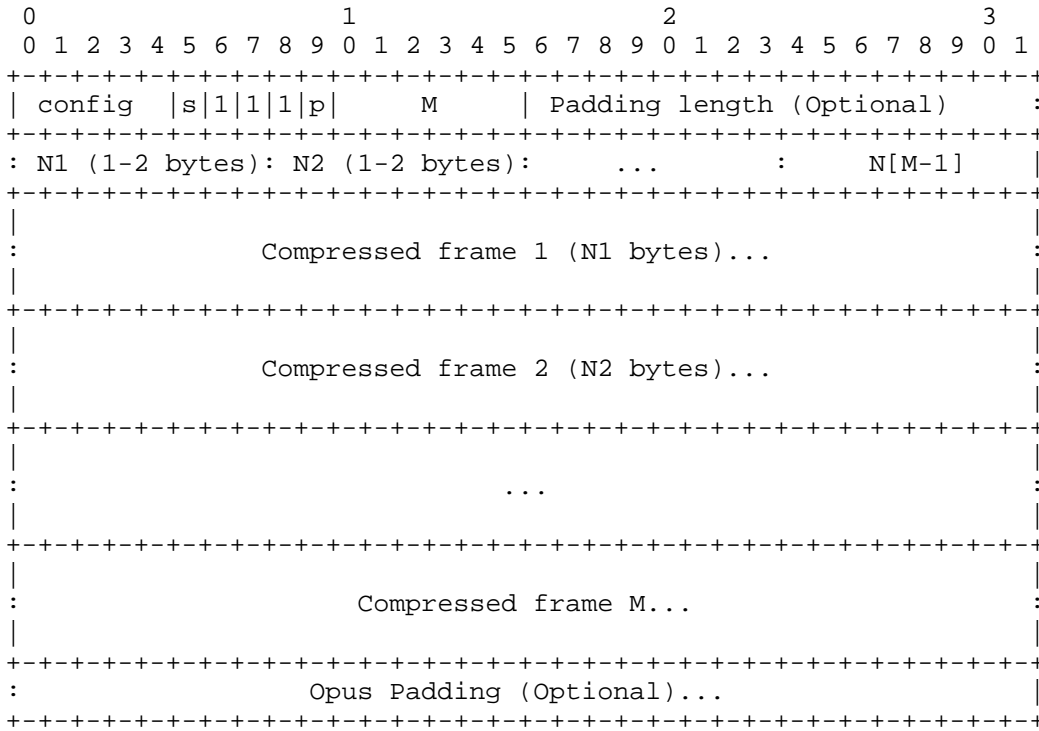 0                   1                   2                   3
 0 1 2 3 4 5 6 7 8 9 0 1 2 3 4 5 6 7 8 9 0 1 2 3 4 5 6 7 8 9 0 1
+-+-+-+-+-+-+-+-+-+-+-+-+-+-+-+-+-+-+-+-+-+-+-+-+-+-+-+-+-+-+-+-+
| config  |s|1|1|1|p|     M     | Padding length (Optional)     :
+-+-+-+-+-+-+-+-+-+-+-+-+-+-+-+-+-+-+-+-+-+-+-+-+-+-+-+-+-+-+-+-+
: N1 (1-2 bytes): N2 (1-2 bytes):     ...       :     N[M-1]    |
+-+-+-+-+-+-+-+-+-+-+-+-+-+-+-+-+-+-+-+-+-+-+-+-+-+-+-+-+-+-+-+-+
|                                                               |
:               Compressed frame 1 (N1 bytes)...                :
|                                                               |
+-+-+-+-+-+-+-+-+-+-+-+-+-+-+-+-+-+-+-+-+-+-+-+-+-+-+-+-+-+-+-+-+
|                                                               |
:               Compressed frame 2 (N2 bytes)...                :
|                                                               |
+-+-+-+-+-+-+-+-+-+-+-+-+-+-+-+-+-+-+-+-+-+-+-+-+-+-+-+-+-+-+-+-+
|                                                               |
:                              ...                              :
|                                                               |
+-+-+-+-+-+-+-+-+-+-+-+-+-+-+-+-+-+-+-+-+-+-+-+-+-+-+-+-+-+-+-+-+
|                                                               |
:                     Compressed frame M...                     :
|                                                               |
+-+-+-+-+-+-+-+-+-+-+-+-+-+-+-+-+-+-+-+-+-+-+-+-+-+-+-+-+-+-+-+-+
:                  Opus Padding (Optional)...                   |
+-+-+-+-+-+-+-+-+-+-+-+-+-+-+-+-+-+-+-+-+-+-+-+-+-+-+-+-+-+-+-+-+